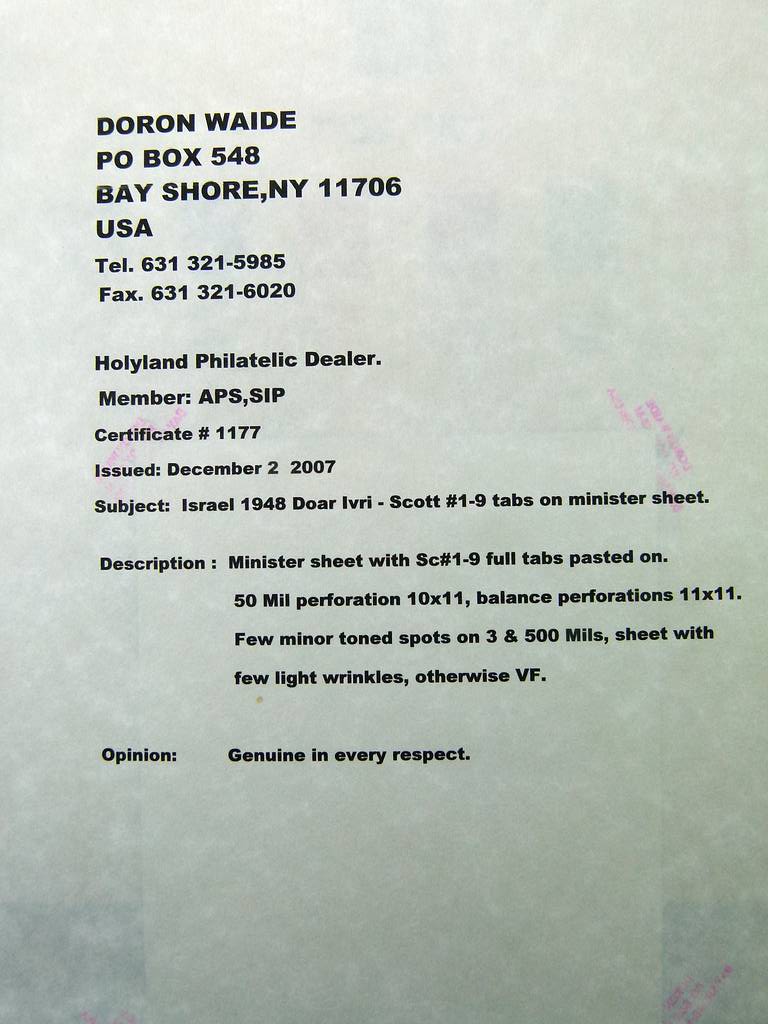 DORON WAIDE
PO BOX 548
BAY SHORE,NY 11706
USA
Tel. 631 321-5985
Fax. 631 321-6020
Holyland Philatelic Dealer.
Member: APS,SIP
Certificate # 1177
Issued: December 2 2007
Subject: Israel 1948 Doar Ivri - Scott #1-9 tabs on minister sheet.
Description : Minister sheet with Sc#1-9 full tabs pasted on.
50 Mil perforation 10x11, balance perforations 11x11.
Few minor toned spots on 3 & 500 Mils, sheet with
few light wrinkles, otherwise VF.
Opinion: Genuine in every respect.